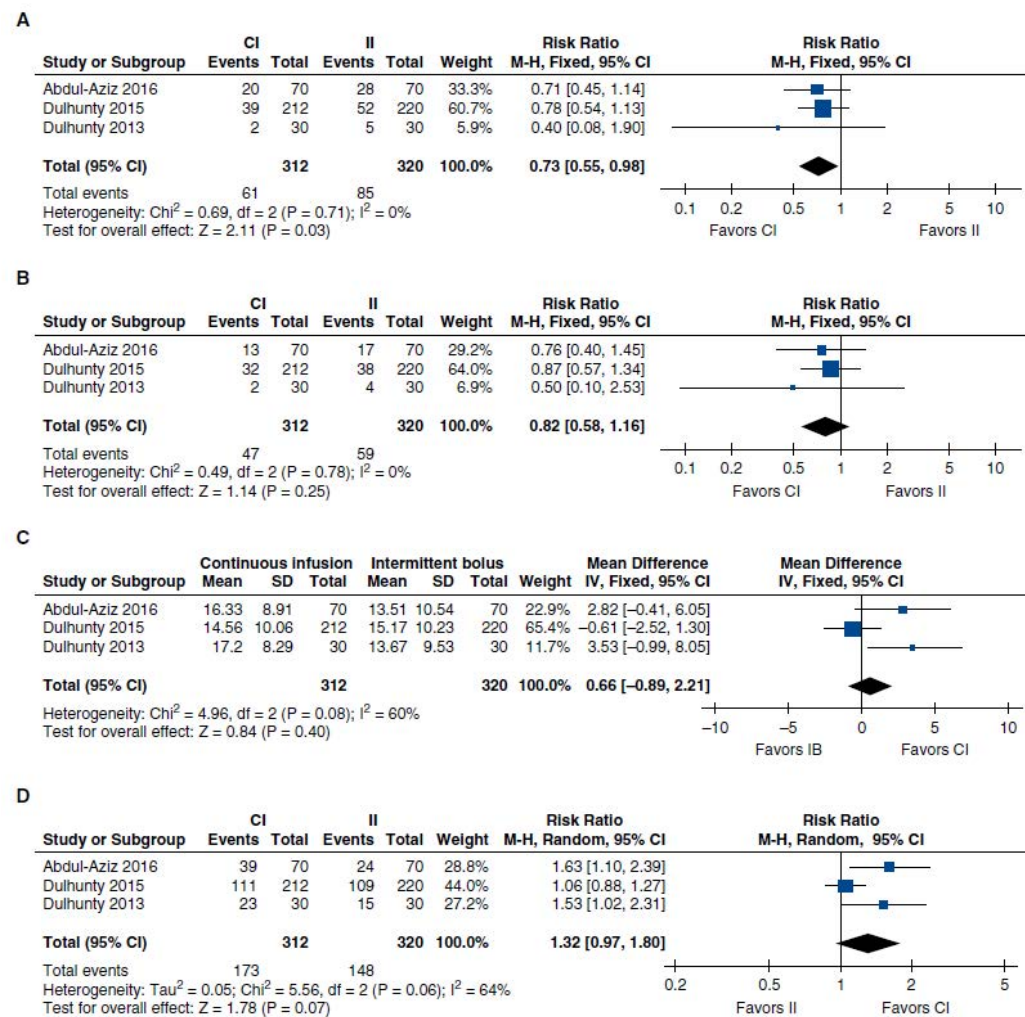 A
CI II Risk Ratio Risk Ratio
Study or Subgroup Events Total Events Total Weight M-H, Fixed, 95% CI M-H, Fixed, 95% CI
Abdul-Aziz 2016 20 70 28 70 33.3% 0.71 [0.45, 1.14]
Dulhunty 2015 39 212 52 220 60.7% 0.78 [0.54, 1.13]
Dulhunty 2013 2 30 5 30 5.9% 0.40 [0.08, 1.90]
Total (95% CI) 312 320 100.0% 0.73 [0.55, 0.98]
Total events 61 85
Heterogeneity: Chi² = 0.69, df = 2 (P = 0.71); I² = 0%
Test for overall effect: Z = 2.11 (P = 0.03)
0.1 0.2 0.5 1 2 5 10
Favors CI Favors II
B
CI II Risk Ratio Risk Ratio
Study or Subgroup Events Total Events Total Weight M-H, Fixed, 95% CI M-H, Fixed, 95% CI
Abdul-Aziz 2016 13 70 17 70 29.2% 0.76 [0.40, 1.45]
Dulhunty 2015 32 212 38 220 64.0% 0.87 [0.57, 1.34]
Dulhunty 2013 2 30 4 30 6.9% 0.50 [0.10, 2.53]
Total (95% CI) 312 320 100.0% 0.82 [0.58, 1.16]
Total events 47 59
Heterogeneity: Chi² = 0.49, df = 2 (P = 0.78); I² = 0%
Test for overall effect: Z = 1.14 (P = 0.25)
0.1 0.2 0.5 1 2 5 10
Favors CI Favors II
C
Continuous infusion Intermittent bolus Mean Difference Mean Difference
Study or Subgroup Mean SD Total Mean SD Total Weight IV, Fixed, 95% CI IV, Fixed, 95% CI
Abdul-Aziz 2016 16.33 8.91 70 13.51 10.54 70 22.9% 2.82 [–0.41, 6.05]
Dulhunty 2015 14.56 10.06 212 15.17 10.23 220 65.4% –0.61 [–2.52, 1.30]
Dulhunty 2013 17.2 8.29 30 13.67 9.53 30 11.7% 3.53 [–0.99, 8.05]
Total (95% CI) 312 320 100.0% 0.66 [–0.89, 2.21]
Heterogeneity: Chi² = 4.96, df = 2 (P = 0.08); I² = 60%
Test for overall effect: Z = 0.84 (P = 0.40)
–10 –5 0 5 10
Favors IB Favors CI
D
CI II Risk Ratio Risk Ratio
Study or Subgroup Events Total Events Total Weight M-H, Random, 95% CI M-H, Random, 95% CI
Abdul-Aziz 2016 39 70 24 70 28.8% 1.63 [1.10, 2.39]
Dulhunty 2015 111 212 109 220 44.0% 1.06 [0.88, 1.27]
Dulhunty 2013 23 30 15 30 27.2% 1.53 [1.02, 2.31]
Total (95% CI) 312 320 100.0% 1.32 [0.97, 1.80]
Total events 173 148
Heterogeneity: Tau² = 0.05; Chi² = 5.56, df = 2 (P = 0.06); I² = 64%
Test for overall effect: Z = 1.78 (P = 0.07)
0.2 0.5 1 2 5
Favors II Favors CI